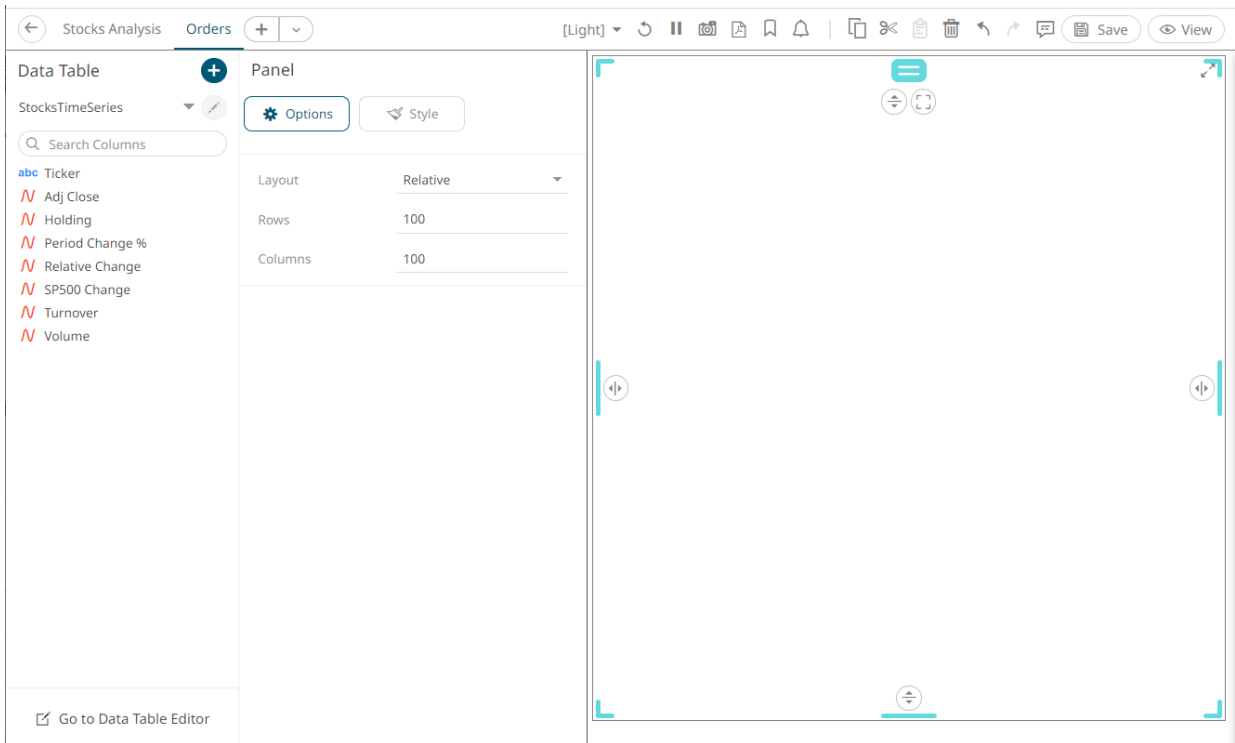 Stocks Analysis Orders [Light] Save View
Data Table
StocksTimeSeries
Search Columns
abc Ticker
Adj Close
Holding
Period Change %
Relative Change
SP500 Change
Turnover
Volume
Go to Data Table Editor
Panel
Options Style
Layout Relative
Rows 100
Columns 100